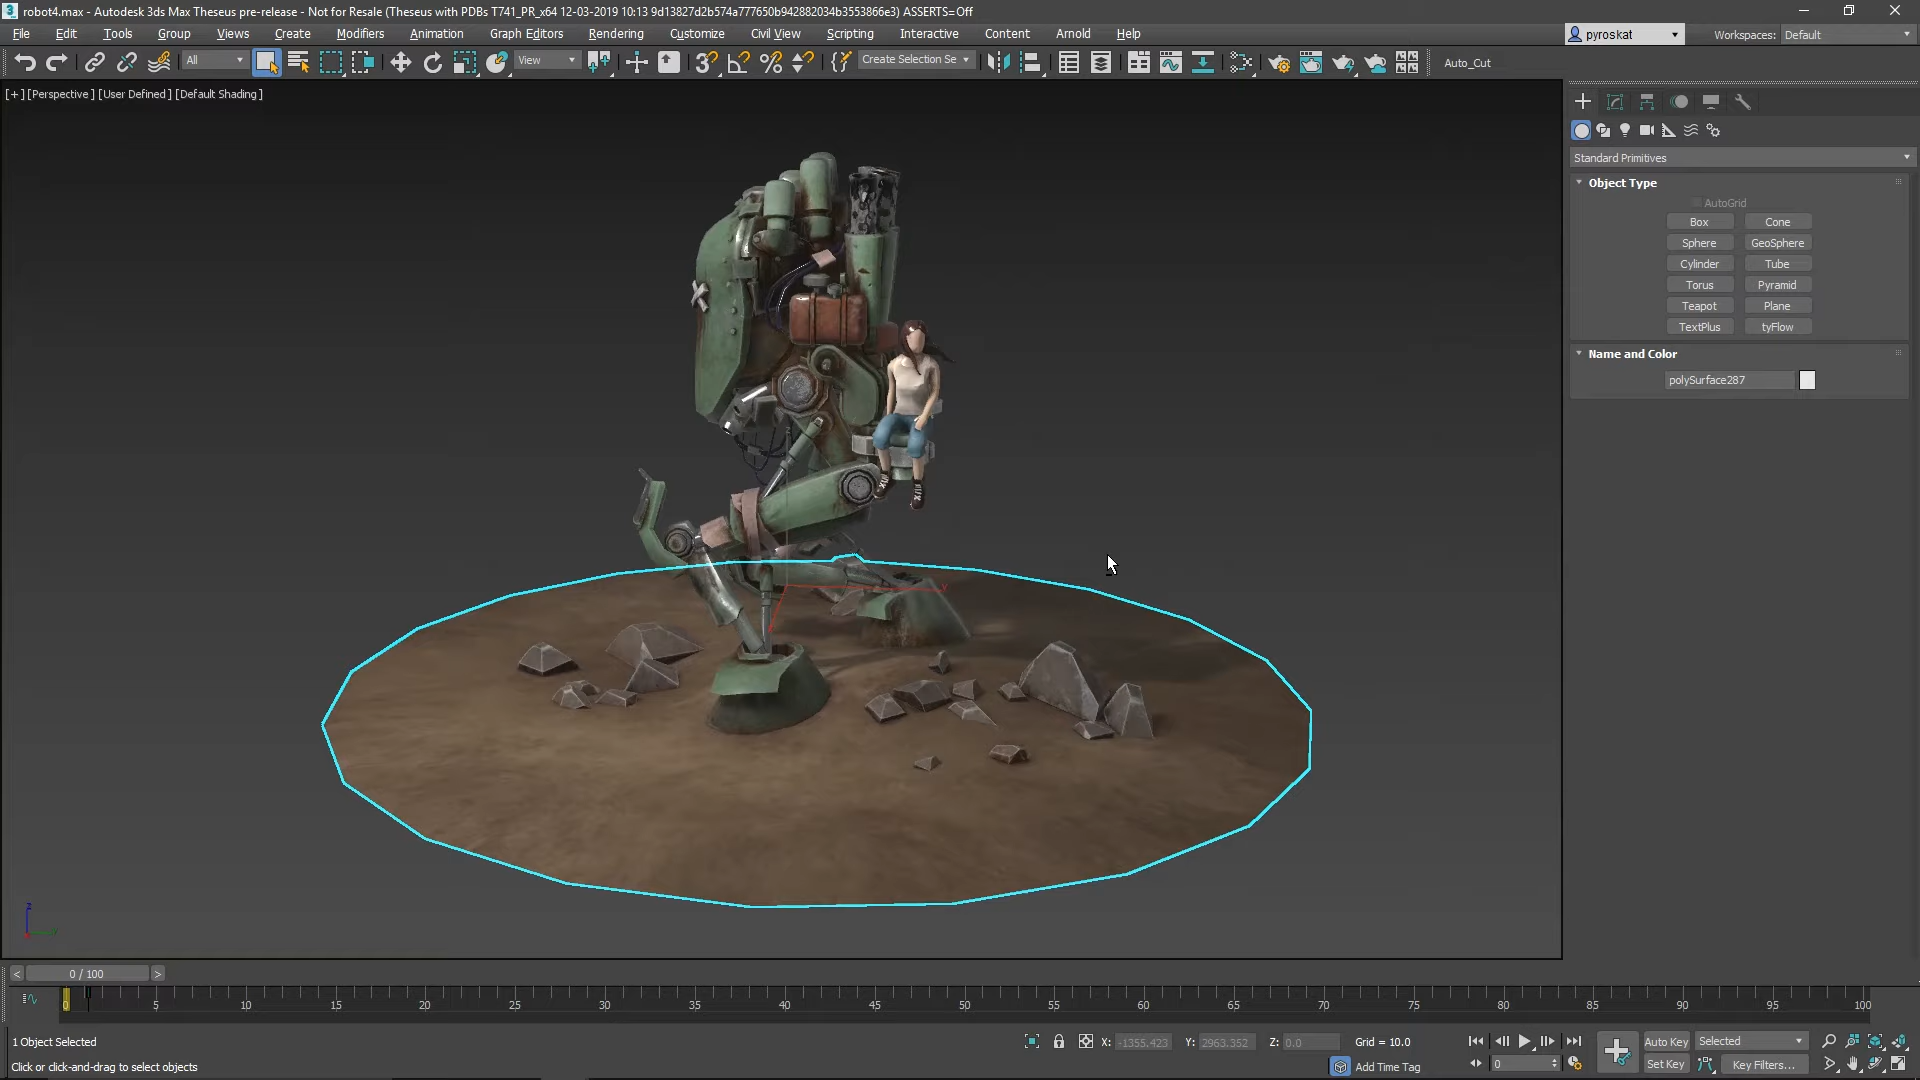 robot4.max - Autodesk 3ds Max Theseus pre-release - Not for Resale (Theseus with PDBs T741_PR_x64 12-03-2019 10:13 9d13827d2b574a777650b942882034b3553866e3) ASSERTS=Off
File Edit Tools Group Views Create Modifiers Animation Graph Editors Rendering Customize Civil View Scripting Interactive Content Arnold Help pyroskat Workspaces: Default
All View Create Selection Se Auto_Cut
[+] [Perspective ] [User Defined ] [Default Shading ]
Standard Primitives
Object Type
AutoGrid
Box Cone
Sphere GeoSphere
Cylinder Tube
Torus Pyramid
Teapot Plane
TextPlus tyFlow
Name and Color
polySurface287
z
< 0 / 100 >
0 5 10 15 20 25 30 35 40 45 50 55 60 65 70 75 80 85 90 95 100
1 Object Selected X: -1355.423 Y: 2963.352 Z: 0.0 Grid = 10.0 Auto Key Selected
Click or click-and-drag to select objects Add Time Tag 0 Set Key Key Filters...